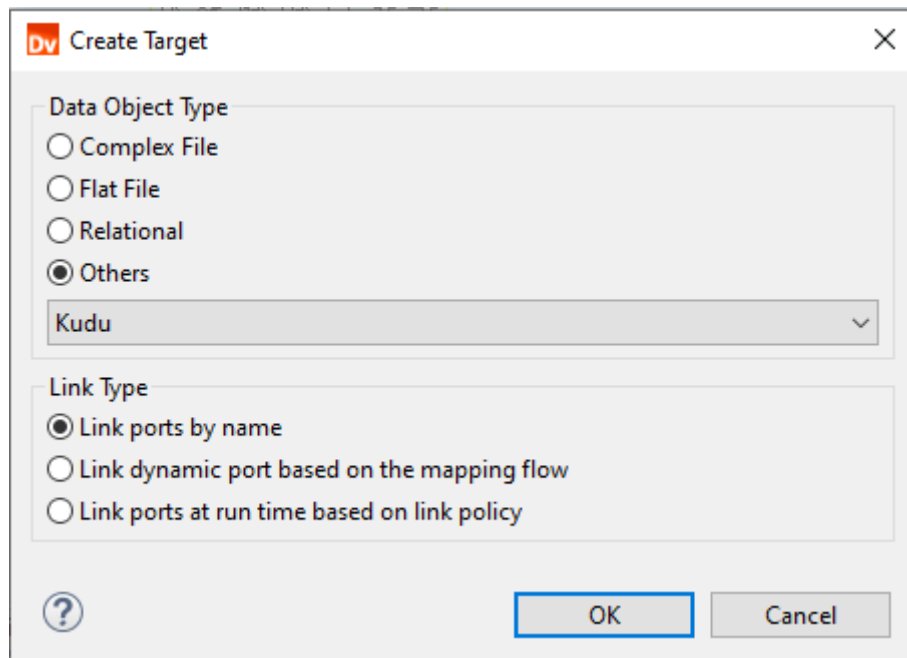 Dv Create Target
Data Object Type
Complex File
Flat File
Relational
Others
Kudu
Link Type
Link ports by name
Link dynamic port based on the mapping flow
Link ports at run time based on link policy
? OK Cancel